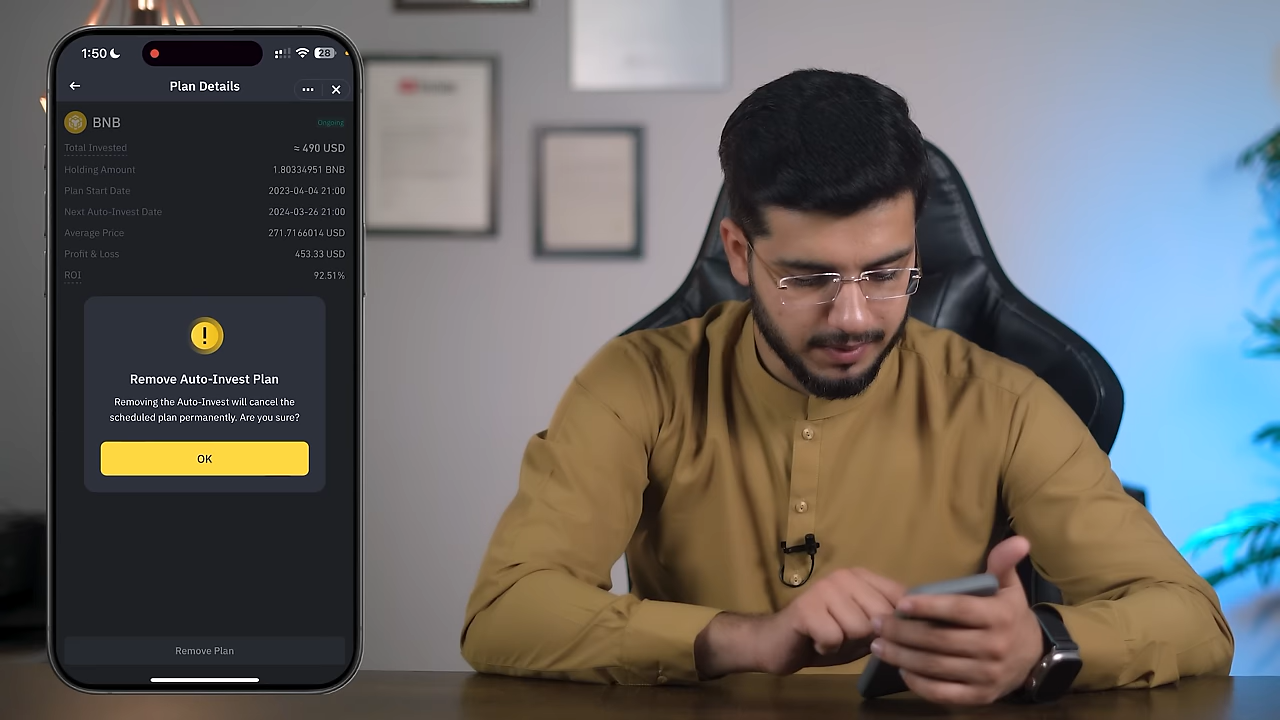 1:50
28
Plan Details
BNB
Ongoing
Total Invested ≈ 490 USD
Holding Amount 1.80334951 BNB
Plan Start Date 2023-04-04 21:00
Next Auto-Invest Date 2024-03-26 21:00
Average Price 271.7166014 USD
Profit & Loss 453.33 USD
ROI 92.51%
Remove Auto-Invest Plan
Removing the Auto-Invest will cancel the
scheduled plan permanently. Are you sure?
OK
Remove Plan